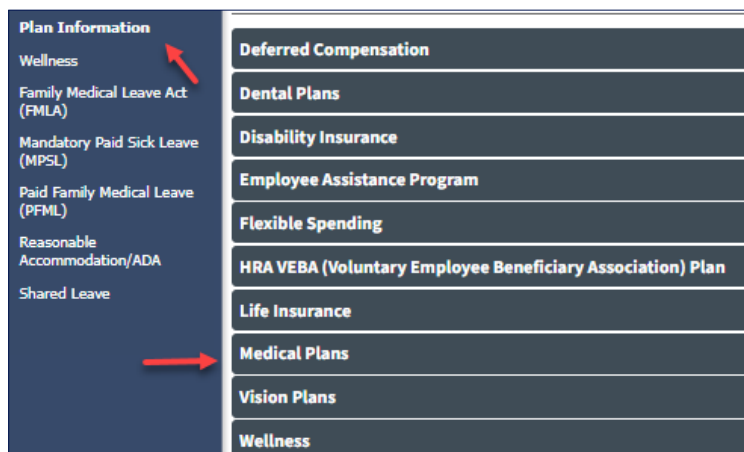 Plan Information
Wellness
Family Medical Leave Act
(FMLA)
Mandatory Paid Sick Leave
(MPSL)
Paid Family Medical Leave
(PFML)
Reasonable
Accommodation/ADA
Shared Leave
Deferred Compensation
Dental Plans
Disability Insurance
Employee Assistance Program
Flexible Spending
HRA VEBA (Voluntary Employee Beneficiary Association) Plan
Life Insurance
Medical Plans
Vision Plans
Wellness